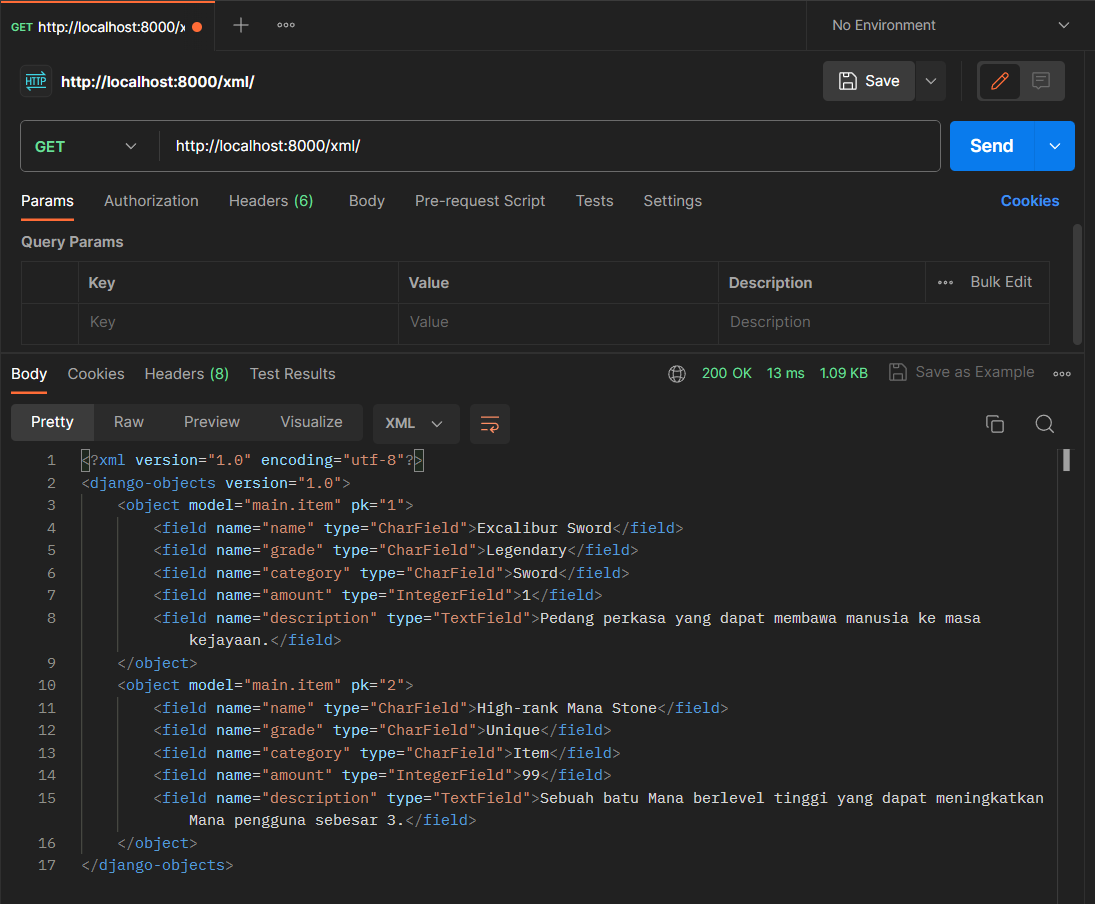 GET http://localhost:8000/x
No Environment
HTTP http://localhost:8000/xml/
Save
GET http://localhost:8000/xml/ Send
Params Authorization Headers (6) Body Pre-request Script Tests Settings Cookies
Query Params
Key Value Description Bulk Edit
Key Value Description
Body Cookies Headers (8) Test Results 200 OK 13 ms 1.09 KB Save as Example
Pretty Raw Preview Visualize XML
1 <?xml version="1.0" encoding="utf-8"?>
2 <django-objects version="1.0">
3 <object model="main.item" pk="1">
4 <field name="name" type="CharField">Excalibur Sword</field>
5 <field name="grade" type="CharField">Legendary</field>
6 <field name="category" type="CharField">Sword</field>
7 <field name="amount" type="IntegerField">1</field>
8 <field name="description" type="TextField">Pedang perkasa yang dapat membawa manusia ke masa
kejayaan.</field>
9 </object>
10 <object model="main.item" pk="2">
11 <field name="name" type="CharField">High-rank Mana Stone</field>
12 <field name="grade" type="CharField">Unique</field>
13 <field name="category" type="CharField">Item</field>
14 <field name="amount" type="IntegerField">99</field>
15 <field name="description" type="TextField">Sebuah batu Mana berlevel tinggi yang dapat meningkatkan
Mana pengguna sebesar 3.</field>
16 </object>
17 </django-objects>